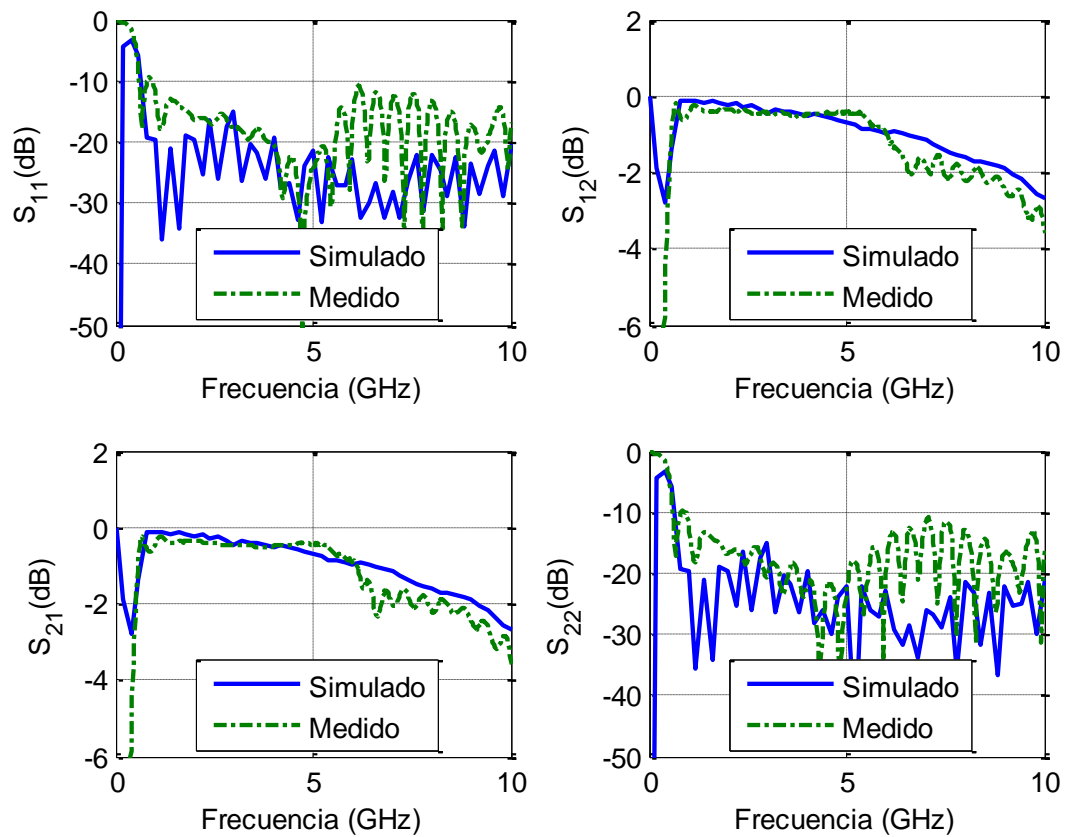 0
-10
-20
-30
-40
-50
S11(dB)
Simulado
Medido
0 5 10
Frecuencia (GHz)
2
0
-2
-4
-6
S12(dB)
Simulado
Medido
0 5 10
Frecuencia (GHz)
2
0
-2
-4
-6
S21(dB)
Simulado
Medido
0 5 10
Frecuencia (GHz)
0
-10
-20
-30
-40
-50
S22(dB)
Simulado
Medido
0 5 10
Frecuencia (GHz)